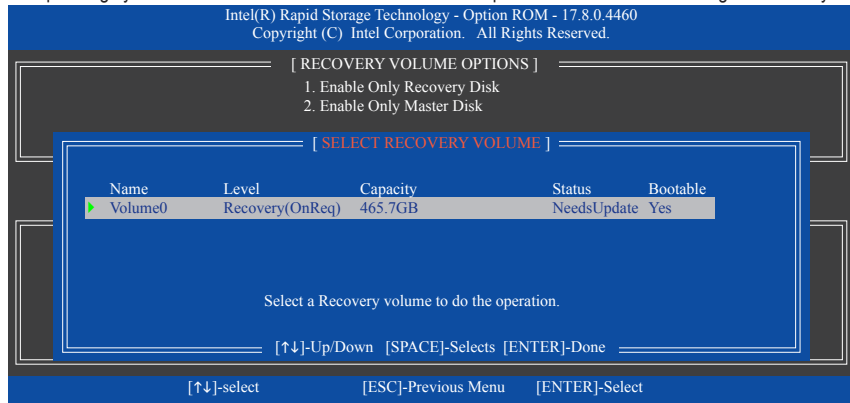 Intel(R) Rapid Storage Technology - Option ROM - 17.8.0.4460
Copyright (C) Intel Corporation. All Rights Reserved.
[ RECOVERY VOLUME OPTIONS ]
1. Enable Only Recovery Disk
2. Enable Only Master Disk
[ SELECT RECOVERY VOLUME ]
Name Level Capacity Status Bootable
Volume0 Recovery(OnReq) 465.7GB NeedsUpdate Yes
Select a Recovery volume to do the operation.
[↑↓]-Up/Down [SPACE]-Selects [ENTER]-Done
[↑↓]-select [ESC]-Previous Menu [ENTER]-Select